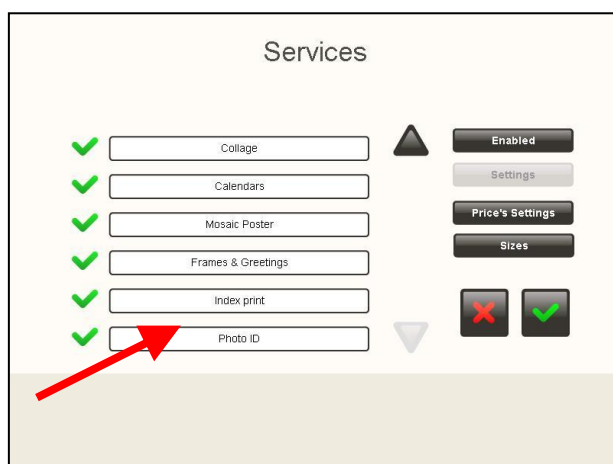 Services
Collage
Calendars
Mosaic Poster
Frames & Greetings
Index print
Photo ID
Enabled
Settings
Price's Settings
Sizes